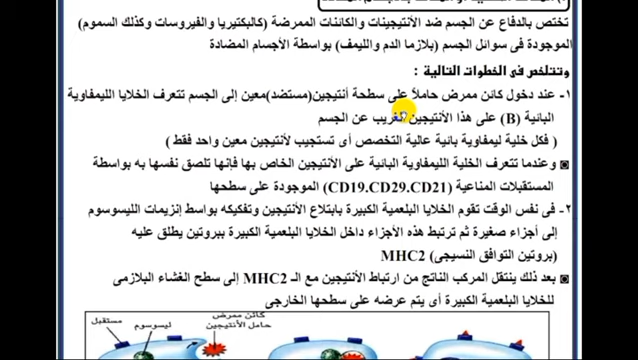 تختص بالدفاع عن الجسم ضد الأنتيجينات والكائنات الممرضة (كالبكتيريا والفيروسات وكذلك السموم)
الموجودة فى سوائل الجسم (بلازما الدم والليمف) بواسطة الأجسام المضادة
وتتلخص فى الخطوات التالية :
١- عند دخول كائن ممرض حاملاً على سطحة أنتيجين(مستضد)معين إلى الجسم تتعرف الخلايا الليمفاوية
البائية (B) على هذا الأنتيجين الغريب عن الجسم
( فكل خلية ليمفاوية بائية عالية التخصص أى تستجيب لأنتيجين معين واحد فقط )
وعندما تتعرف الخلية الليمفاوية البائية على الأنتيجين الخاص بها فإنها تلصق نفسها به بواسطة
المستقبلات المناعية (CD19.CD29.CD21) الموجودة على سطحها
٢- فى نفس الوقت تقوم الخلايا البلعمية الكبيرة بابتلاع الأنتيجين وتفكيكه بواسط إنزيمات الليسوسوم
إلى أجزاء صغيرة ثم ترتبط هذه الأجزاء داخل الخلايا البلعمية الكبيرة ببروتين يطلق عليه
(بروتين التوافق النسيجى) MHC2
بعد ذلك ينتقل المركب الناتج من ارتباط الأنتيجين مع الـ MHC2 إلى سطح الغشاء البلازمى
للخلايا البلعمية الكبيرة أى يتم عرضه على سطحها الخارجى
كائن ممرض
حامل الأنتيجين
ليسوسوم
مستقبل